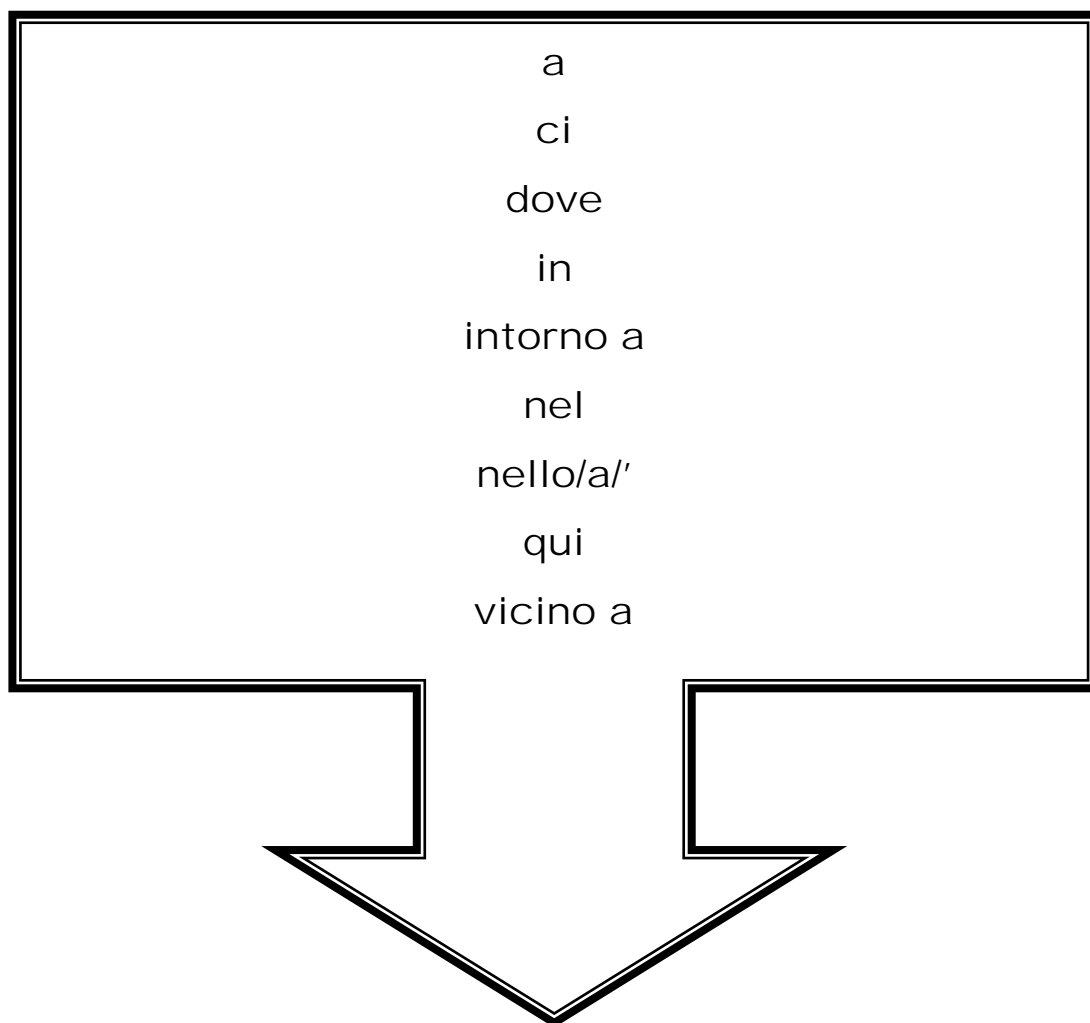 a
ci
dove
in
intorno a
nel
nello/a/'
qui
vicino a